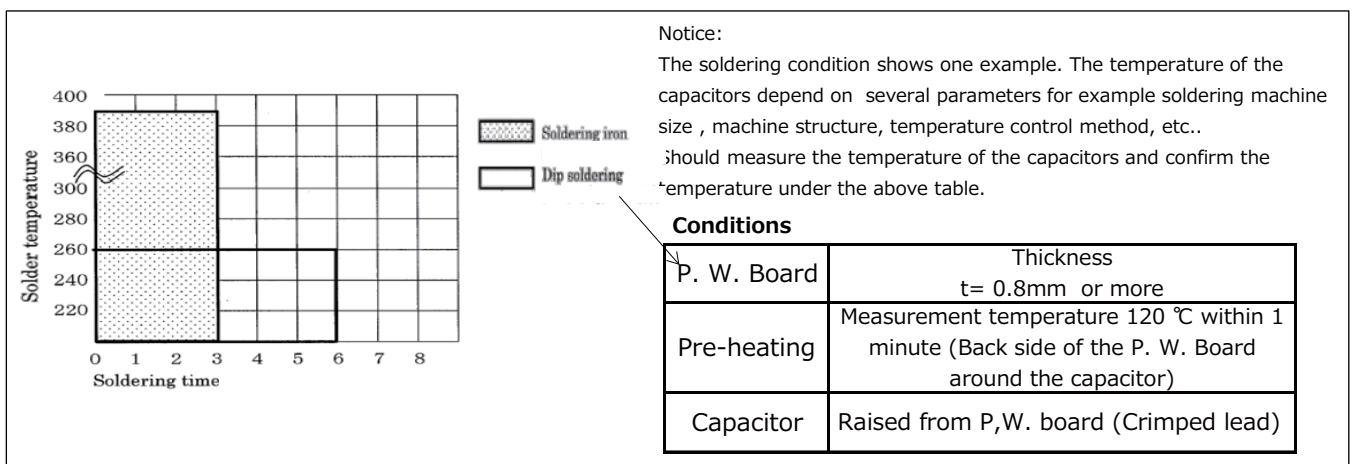 Notice:
The soldering condition shows one example. The temperature of the
capacitors depend on several parameters for example soldering machine
size , machine structure, temperature control method, etc..
Should measure the temperature of the capacitors and confirm the
temperature under the above table.
400
380
360
300
280
260
240
220
Solder temperature
0 1 2 3 4 5 6 7 8
Soldering time
Soldering iron
Dip soldering
Conditions
P. W. Board
Thickness
t= 0.8mm or more
Pre-heating
Measurement temperature 120 ℃ within 1
minute (Back side of the P. W. Board
around the capacitor)
Capacitor
Raised from P,W. board (Crimped lead)